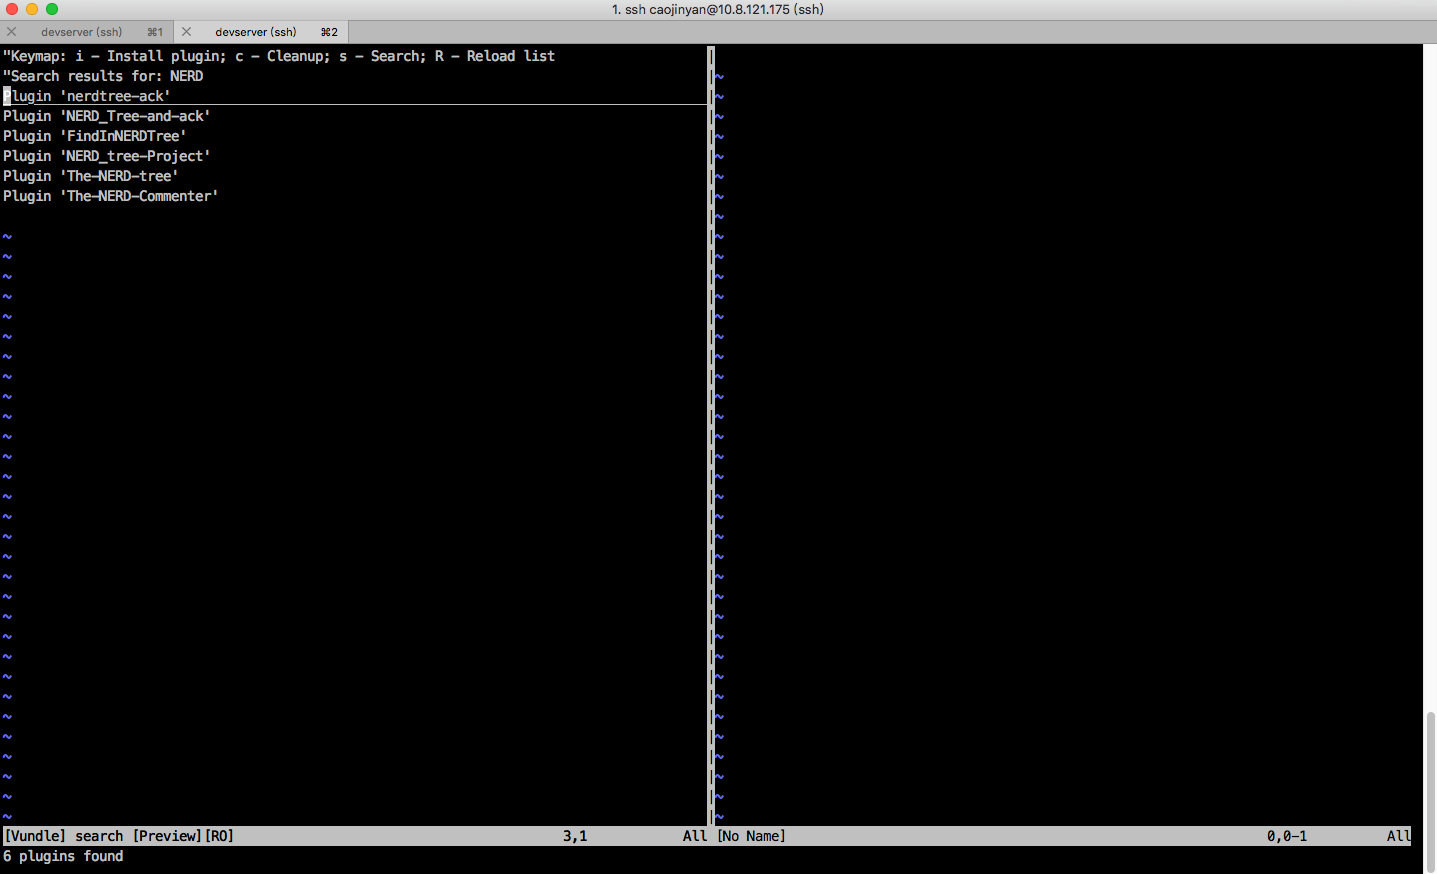 1. ssh caojinyan@10.8.121.175 (ssh)
devserver (ssh) ⌘1 devserver (ssh) ⌘2
"Keymap: i - Install plugin; c - Cleanup; s - Search; R - Reload list
"Search results for: NERD
Plugin 'nerdtree-ack'
Plugin 'NERD_Tree-and-ack'
Plugin 'FindInNERDTree'
Plugin 'NERD_tree-Project'
Plugin 'The-NERD-tree'
Plugin 'The-NERD-Commenter'
[Vundle] search [Preview][RO] 3,1 All [No Name] 0,0-1 All
6 plugins found